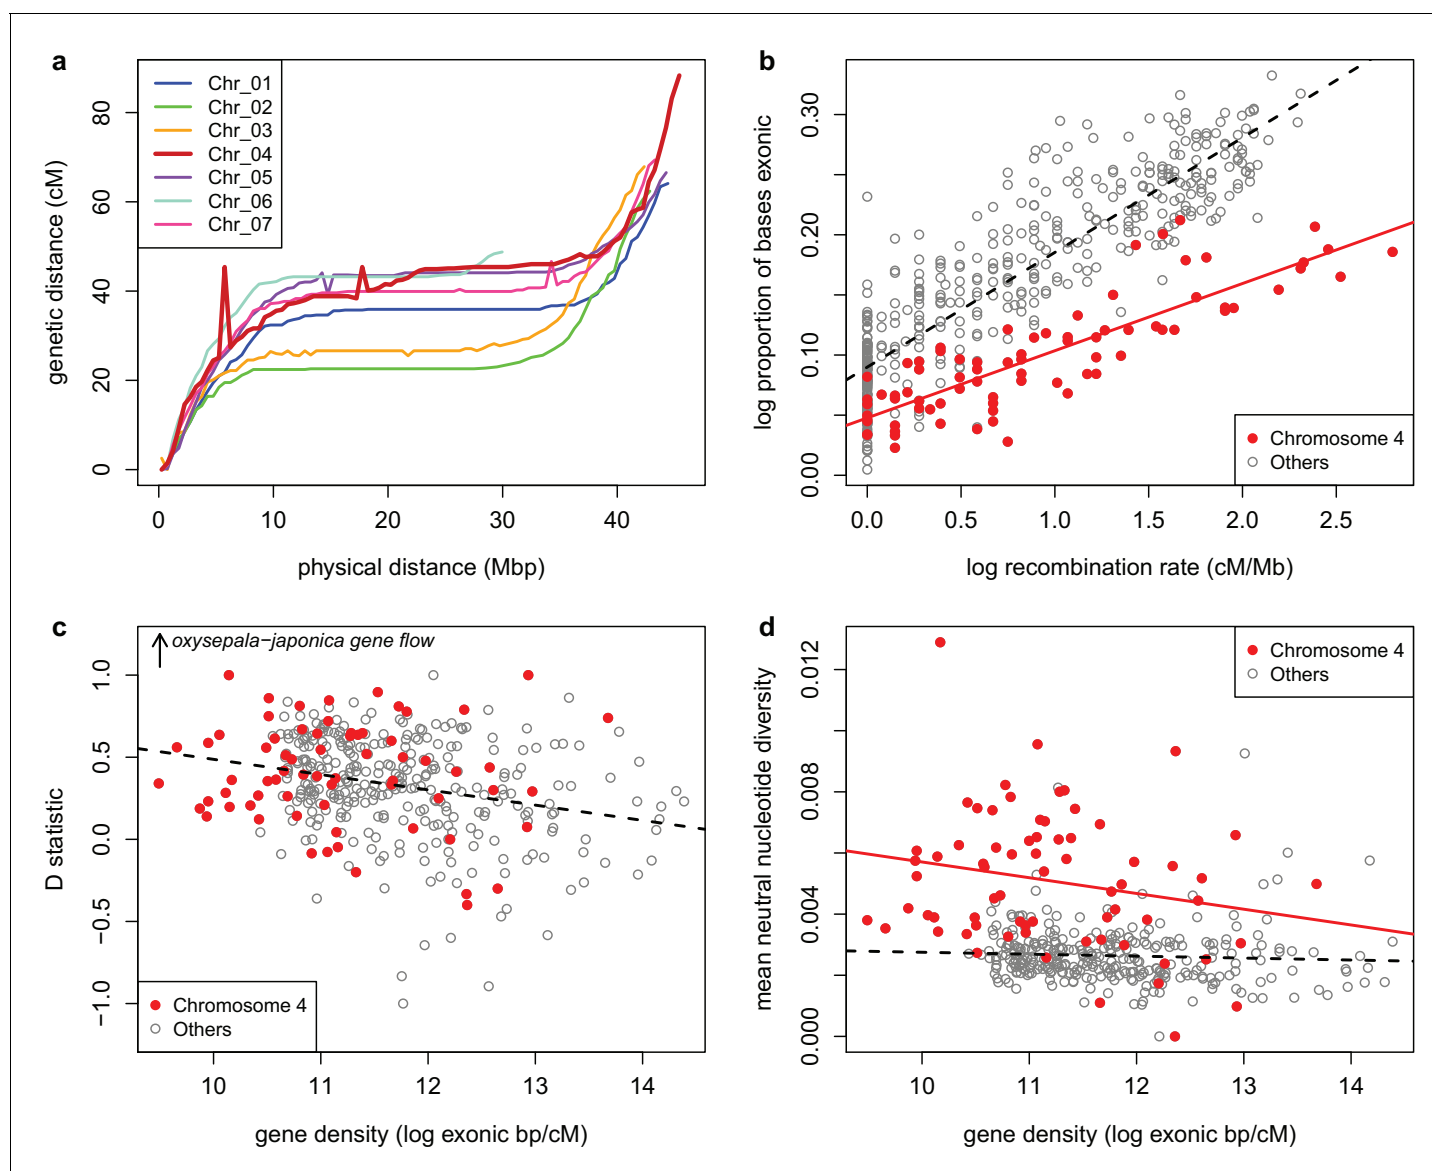 a
Chr_01
Chr_02
Chr_03
Chr_04
Chr_05
Chr_06
Chr_07
genetic distance (cM)
0 20 40 60 80
0 10 20 30 40
physical distance (Mbp)
b
log proportion of bases exonic
0.00 0.10 0.20 0.30
Chromosome 4
Others
0.0 0.5 1.0 1.5 2.0 2.5
log recombination rate (cM/Mb)
c
oxysepala−japonica gene flow
D statistic
−1.0 −0.5 0.0 0.5 1.0
Chromosome 4
Others
10 11 12 13 14
gene density (log exonic bp/cM)
d
Chromosome 4
Others
mean neutral nucleotide diversity
0.000 0.004 0.008 0.012
10 11 12 13 14
gene density (log exonic bp/cM)